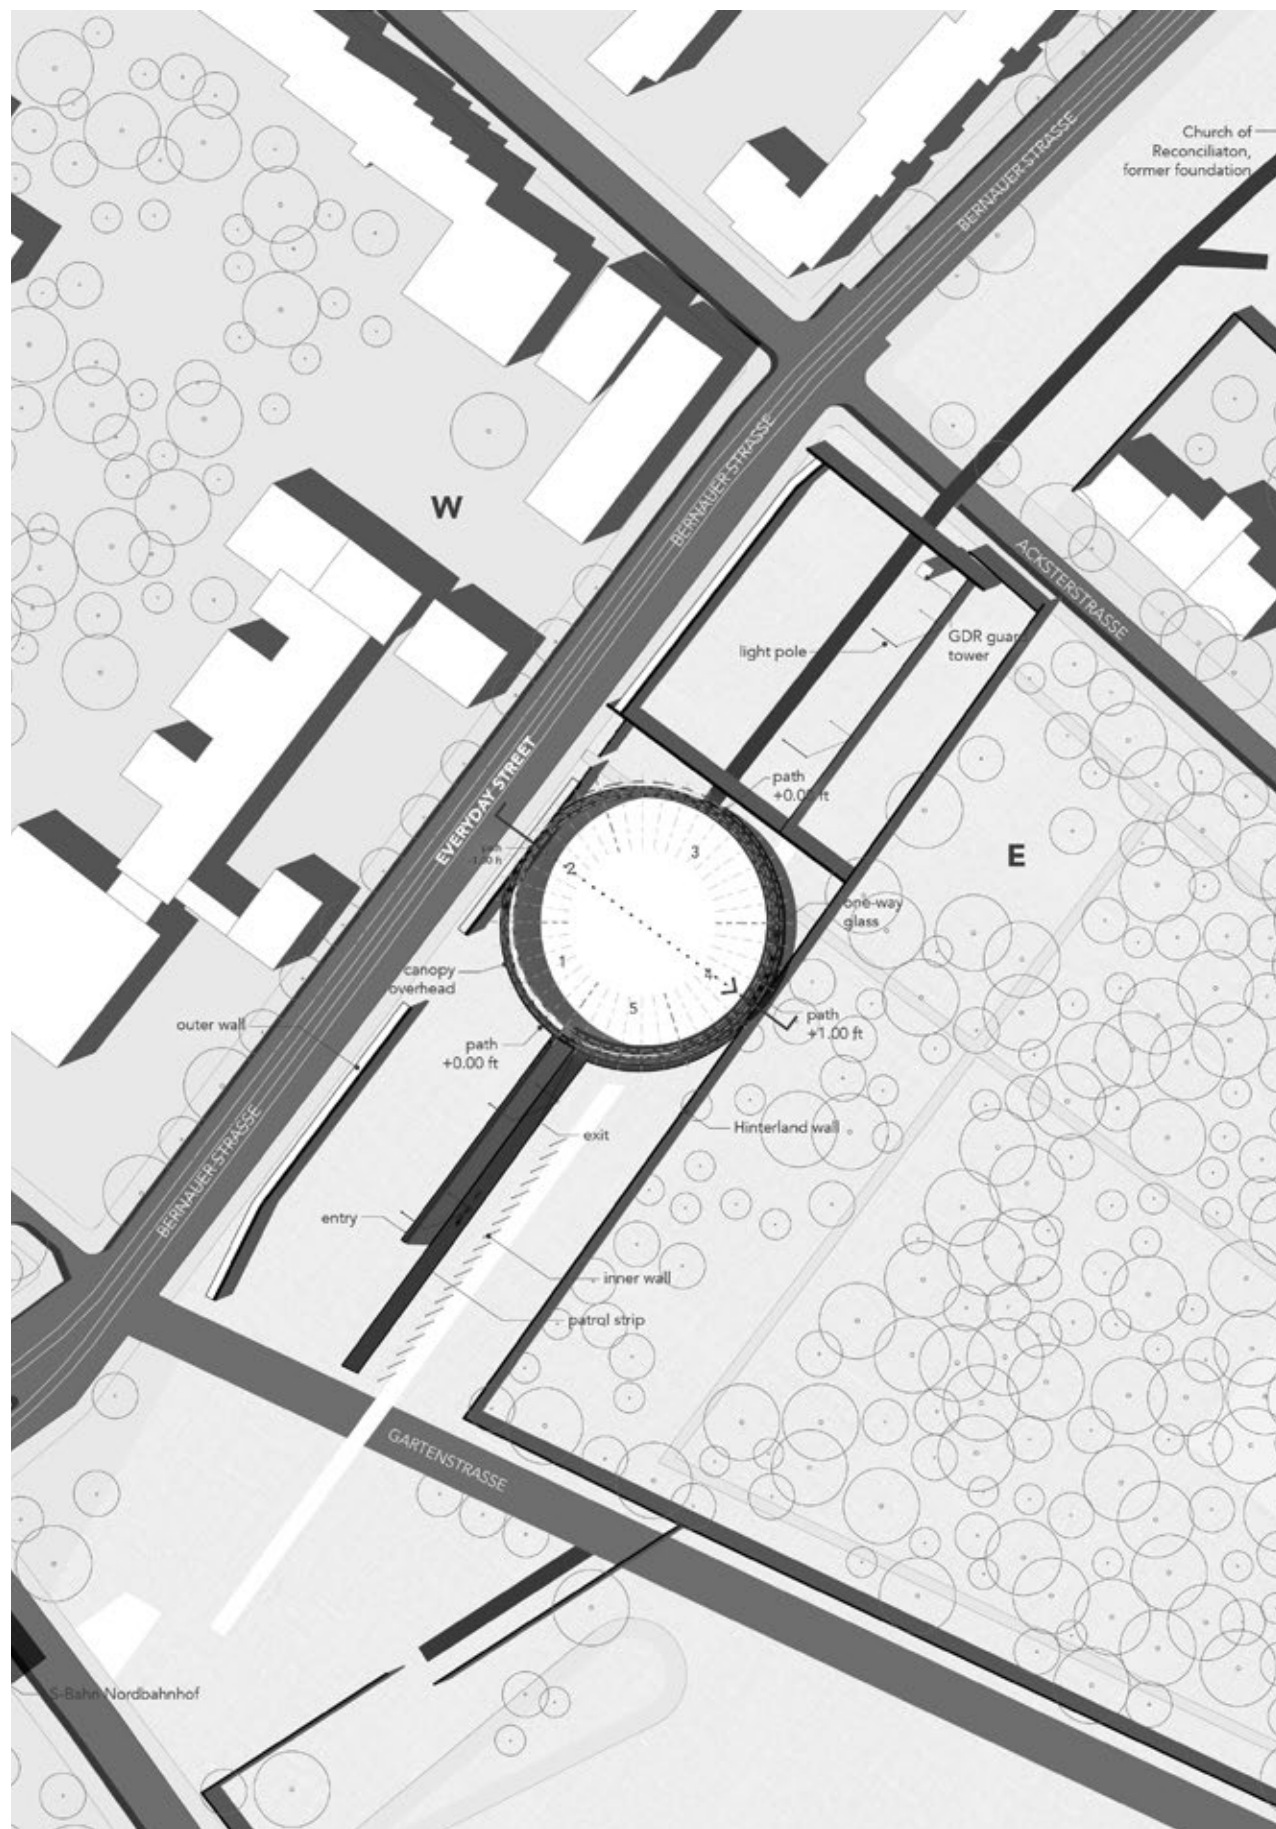 Church of
Reconciliaton,
former foundation
BERNAUER STRASSE
BERNAUER STRASSE
W
ACKSTERSTRASSE
light pole
GDR guard
tower
EVERYDAY STREET
path
+0.00 ft
path
3
2
E
one-way
glass
1
4
canopy
overhead
5
outer wall
path
+1.00 ft
path
+0.00 ft
BERNAUER STRASSE
exit
Hinterland wall
entry
inner wall
patrol strip
GARTENSTRASSE
S-Bahn Nordbahnhof